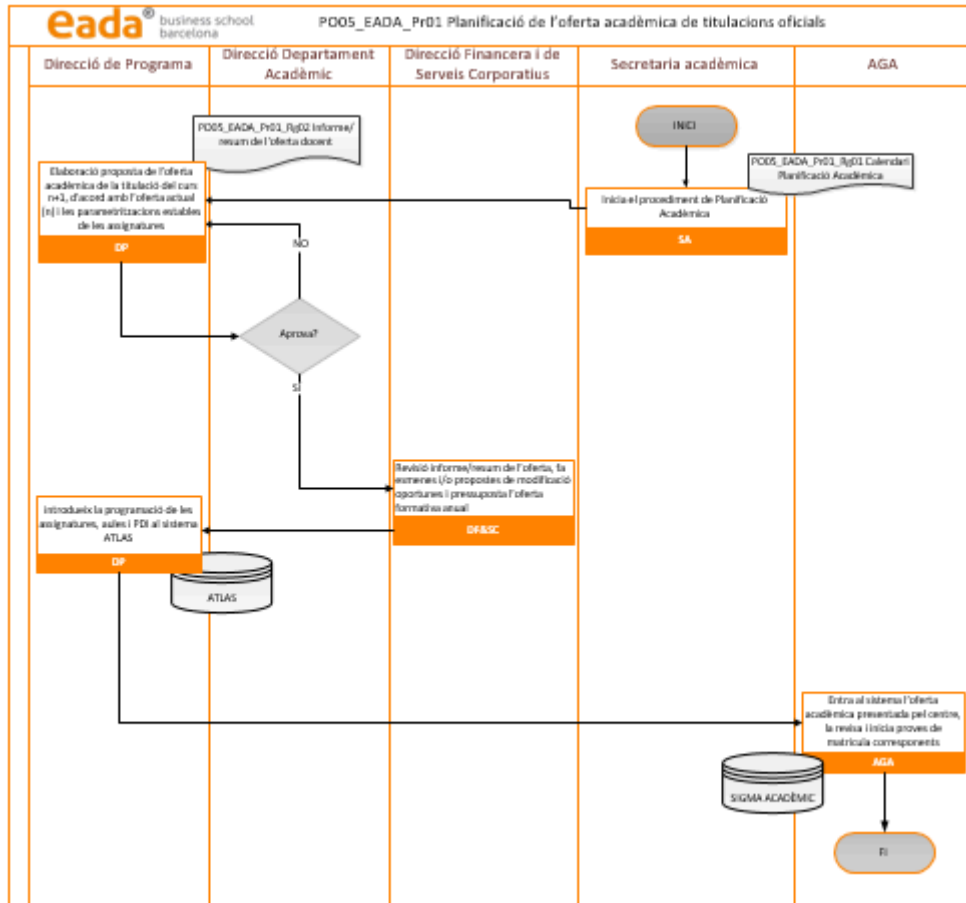 eada® business school
barcelona
PO05_EADA_Pr01 Planificació de l'oferta acadèmica de titulacions oficials
Direcció de Programa
Direcció Departament
Acadèmic
Direcció Financera i de
Serveis Corporatius
Secretaria acadèmica
AGA
INICI
PO05_EADA_Pr01_Rg02 Informe/
resum de l'oferta docent
PO05_EADA_Pr01_Rg01 Calendari
Planificació Acadèmica
Elaboració proposta de l'oferta
acadèmica de la titulació del curs
n+1, d'acord amb l'oferta actual
(n) i les parametritzacions estables
de les assignatures
DP
Inicia el procediment de Planificació
Acadèmica
SA
NO
Aprova?
SÍ
Revisió informe/resum de l'oferta, fa
esmenes i/o propostes de modificació
oportunes i pressuposta l'oferta
formativa anual
DF&SC
introdueix la programació de les
assignatures, aules i PDI al sistema
ATLAS
DP
ATLAS
Entra al sistema l'oferta
acadèmica presentada pel centre,
la revisa i inicia proves de
matrícula corresponents
AGA
SIGMA ACADÈMIC
FI